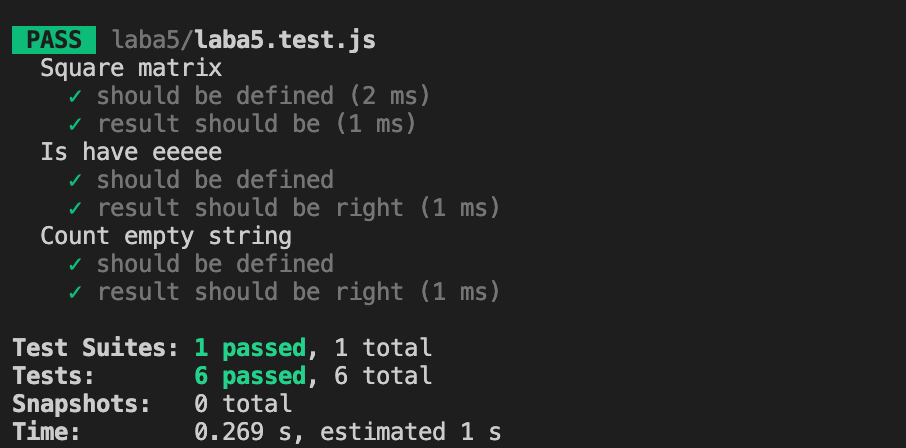 PASS laba5/laba5.test.js
Square matrix
✓ should be defined (2 ms)
✓ result should be (1 ms)
Is have eeeee
✓ should be defined
✓ result should be right (1 ms)
Count empty string
✓ should be defined
✓ result should be right (1 ms)
Test Suites: 1 passed, 1 total
Tests: 6 passed, 6 total
Snapshots: 0 total
Time: 0.269 s, estimated 1 s